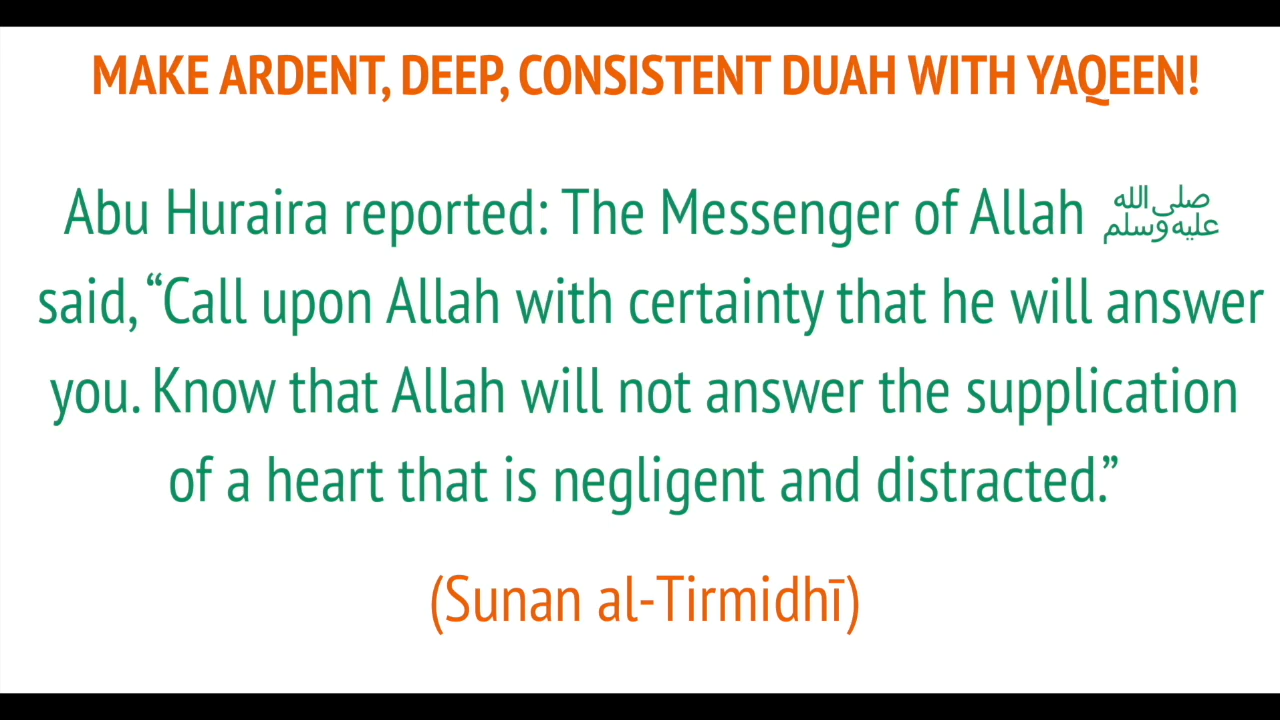 MAKE ARDENT, DEEP, CONSISTENT DUAH WITH YAQEEN!
Abu Huraira reported: The Messenger of Allah ﷺ
said, “Call upon Allah with certainty that he will answer
you. Know that Allah will not answer the supplication
of a heart that is negligent and distracted.”
(Sunan al-Tirmidhī)